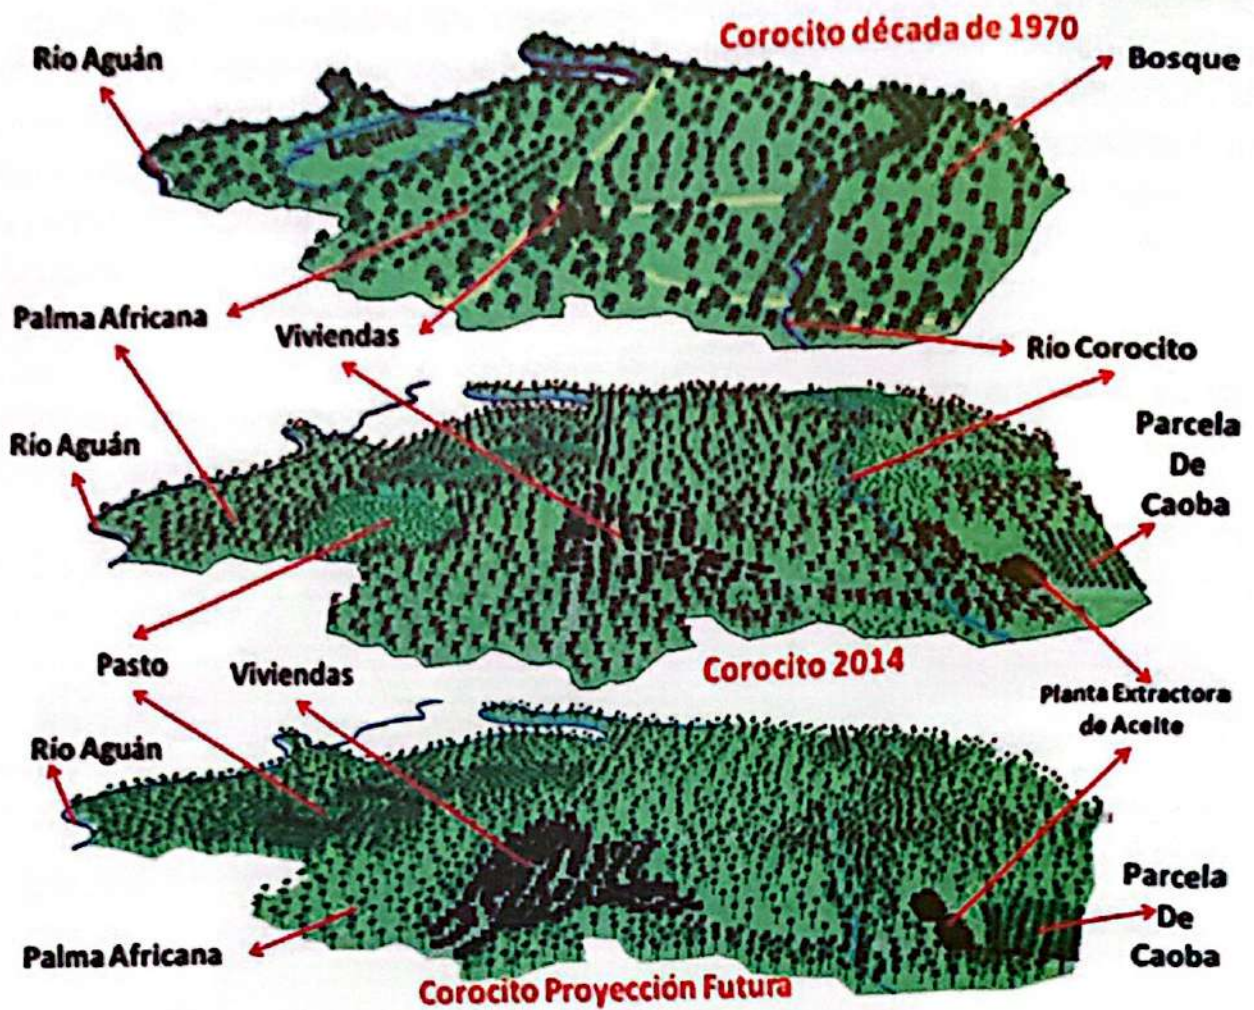 Corocito década de 1970
Río Aguán
Bosque
Laguna
Palma Africana
Viviendas
Río Corocito
Río Aguán
Parcela
De
Caoba
Pasto
Viviendas
Corocito 2014
Planta Extractora
de Aceite
Río Aguán
Parcela
De
Caoba
Palma Africana
Corocito Proyección Futura